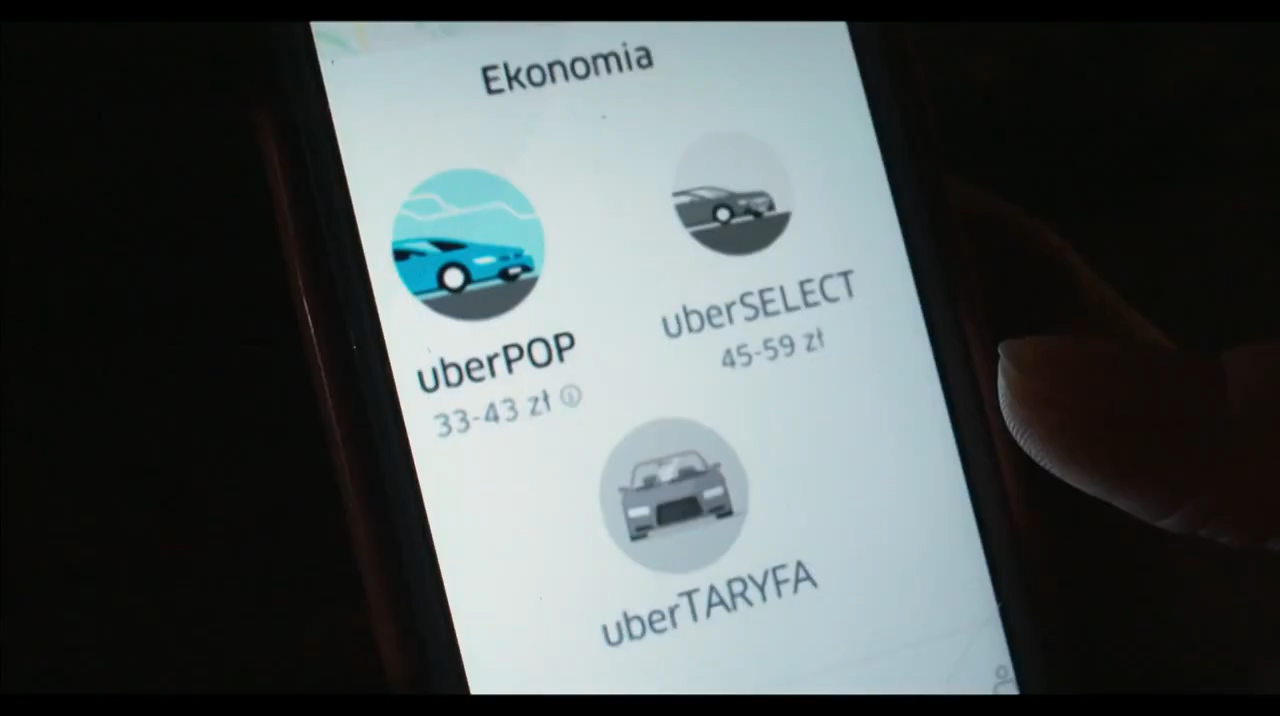 Ekonomia
uberPOP
33-43 zł
uberSELECT
45-59 zł
uberTARYFA